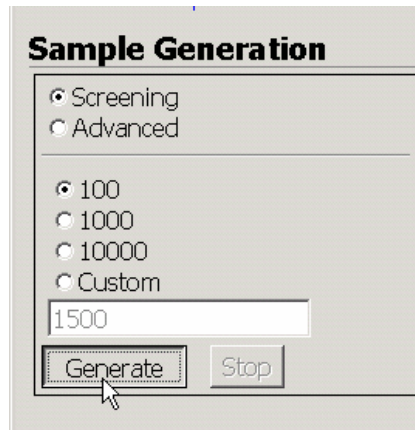 Sample Generation
Screening
Advanced
100
1000
10000
Custom
1500
Generate Stop